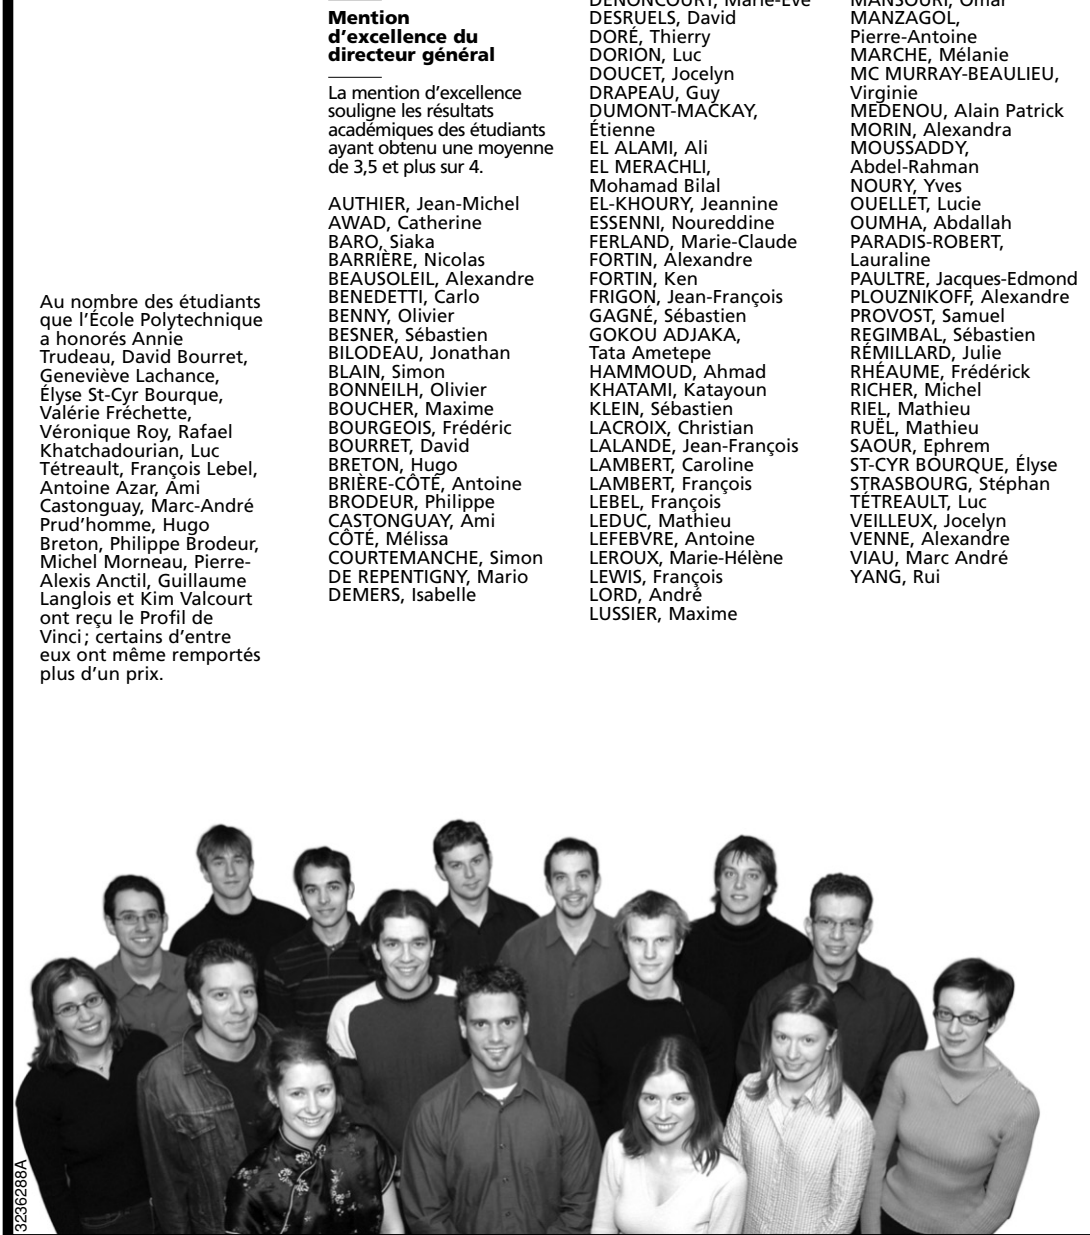 Au nombre des étudiants
que l’École Polytechnique
a honorés Annie
Trudeau, David Bourret,
Geneviève Lachance,
Élyse St-Cyr Bourque,
Valérie Fréchette,
Véronique Roy, Rafael
Khatchadourian, Luc
Tétreault, François Lebel,
Antoine Azar, Ami
Castonguay, Marc-André
Prud’homme, Hugo
Breton, Philippe Brodeur,
Michel Morneau, Pierre-
Alexis Anctil, Guillaume
Langlois et Kim Valcourt
ont reçu le Profil de
Vinci ; certains d’entre
eux ont même remportés
plus d’un prix.
Mention
d’excellence du
directeur général
La mention d’excellence
souligne les résultats
académiques des étudiants
ayant obtenu une moyenne
de 3,5 et plus sur 4.
AUTHIER, Jean-Michel
AWAD, Catherine
BARO, Siaka
BARRIÈRE, Nicolas
BEAUSOLEIL, Alexandre
BENEDETTI, Carlo
BENNY, Olivier
BESNER, Sébastien
BILODEAU, Jonathan
BLAIN, Simon
BONNEILH, Olivier
BOUCHER, Maxime
BOURGEOIS, Frédéric
BOURRET, David
BRETON, Hugo
BRIÈRE-CÔTÉ, Antoine
BRODEUR, Philippe
CASTONGUAY, Ami
CÔTÉ, Mélissa
COURTEMANCHE, Simon
DE REPENTIGNY, Mario
DEMERS, Isabelle
DENONCOURT, Marie-Ève
DESRUELS, David
DORÉ, Thierry
DORION, Luc
DOUCET, Jocelyn
DRAPEAU, Guy
DUMONT-MACKAY,
Étienne
EL ALAMI, Ali
EL MERACHLI,
Mohamad Bilal
EL-KHOURY, Jeannine
ESSENNI, Noureddine
FERLAND, Marie-Claude
FORTIN, Alexandre
FORTIN, Ken
FRIGON, Jean-François
GAGNÉ, Sébastien
GOKOU ADJAKA,
Tata Ametepe
HAMMOUD, Ahmad
KHATAMI, Katayoun
KLEIN, Sébastien
LACROIX, Christian
LALANDE, Jean-François
LAMBERT, Caroline
LAMBERT, François
LEBEL, François
LEDUC, Mathieu
LEFEBVRE, Antoine
LEROUX, Marie-Hélène
LEWIS, François
LORD, André
LUSSIER, Maxime
MANSOURI, Omar
MANZAGOL,
Pierre-Antoine
MARCHE, Mélanie
MC MURRAY-BEAULIEU,
Virginie
MEDENOU, Alain Patrick
MORIN, Alexandra
MOUSSADDY,
Abdel-Rahman
NOURY, Yves
OUELLET, Lucie
OUMHA, Abdallah
PARADIS-ROBERT,
Lauraline
PAULTRE, Jacques-Edmond
PLOUZNIKOFF, Alexandre
PROVOST, Samuel
REGIMBAL, Sébastien
RÉMILLARD, Julie
RHÉAUME, Frédérick
RICHER, Michel
RIEL, Mathieu
RUËL, Mathieu
SAOUR, Ephrem
ST-CYR BOURQUE, Élyse
STRASBOURG, Stéphan
TÉTREAULT, Luc
VEILLEUX, Jocelyn
VENNE, Alexandre
VIAU, Marc André
YANG, Rui
3236288A